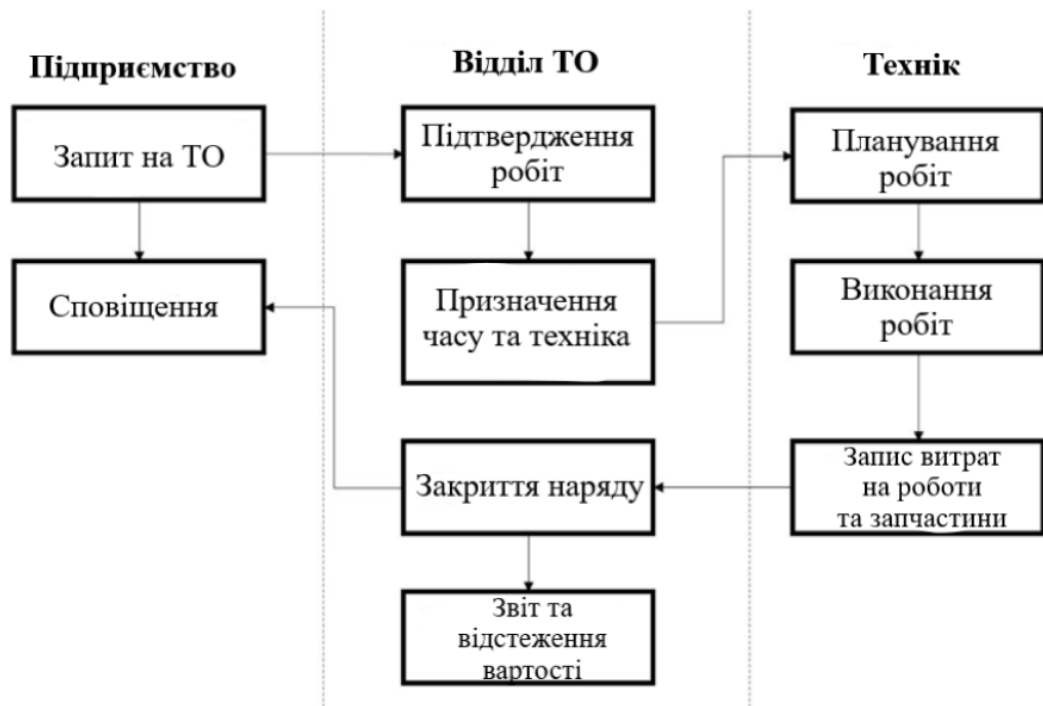 Підприємство
Відділ ТО
Технік
Запит на ТО
Підтвердження
робіт
Планування
робіт
Сповіщення
Призначення
часу та техніка
Виконання
робіт
Закриття наряду
Запис витрат
на роботи
та запчастини
Звіт та
відстеження
вартості